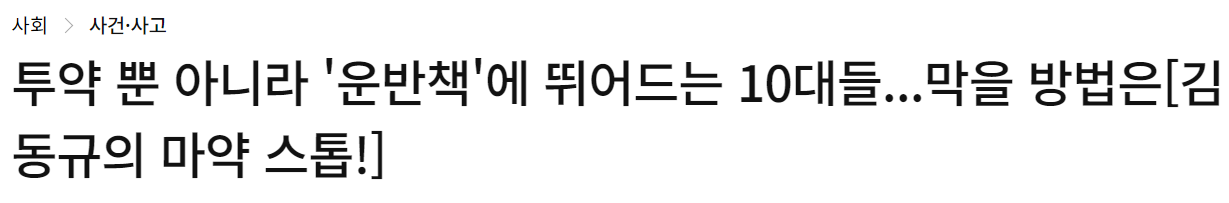 사회 > 사건·사고
투약 뿐 아니라 '운반책'에 뛰어드는 10대들...막을 방법은[김
동규의 마약 스톱!]